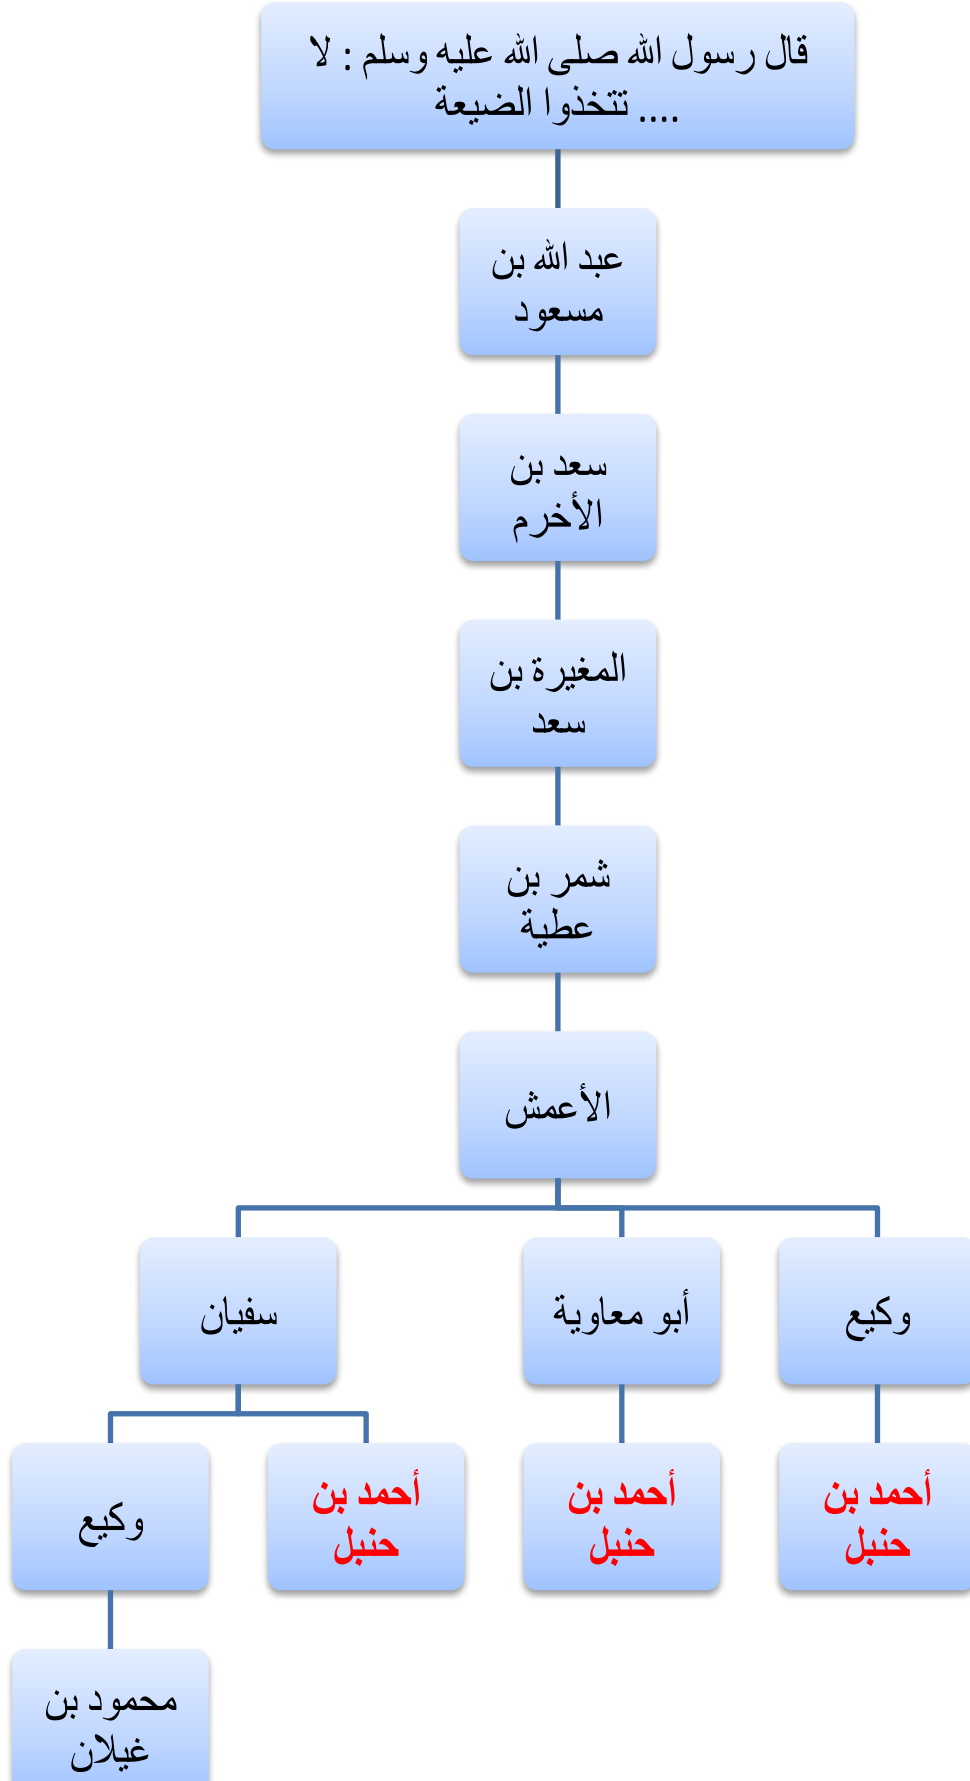 قال رسول الله صلى الله عليه وسلم : لا
تتخذوا الضيعة ....
عبد الله بن
مسعود
سعد بن
الأخرم
المغيرة بن
سعد
شمر بن
عطية
الأعمش
وكيع
أبو معاوية
سفيان
أحمد بن
حنبل
أحمد بن
حنبل
أحمد بن
حنبل
وكيع
محمود بن
غيلان